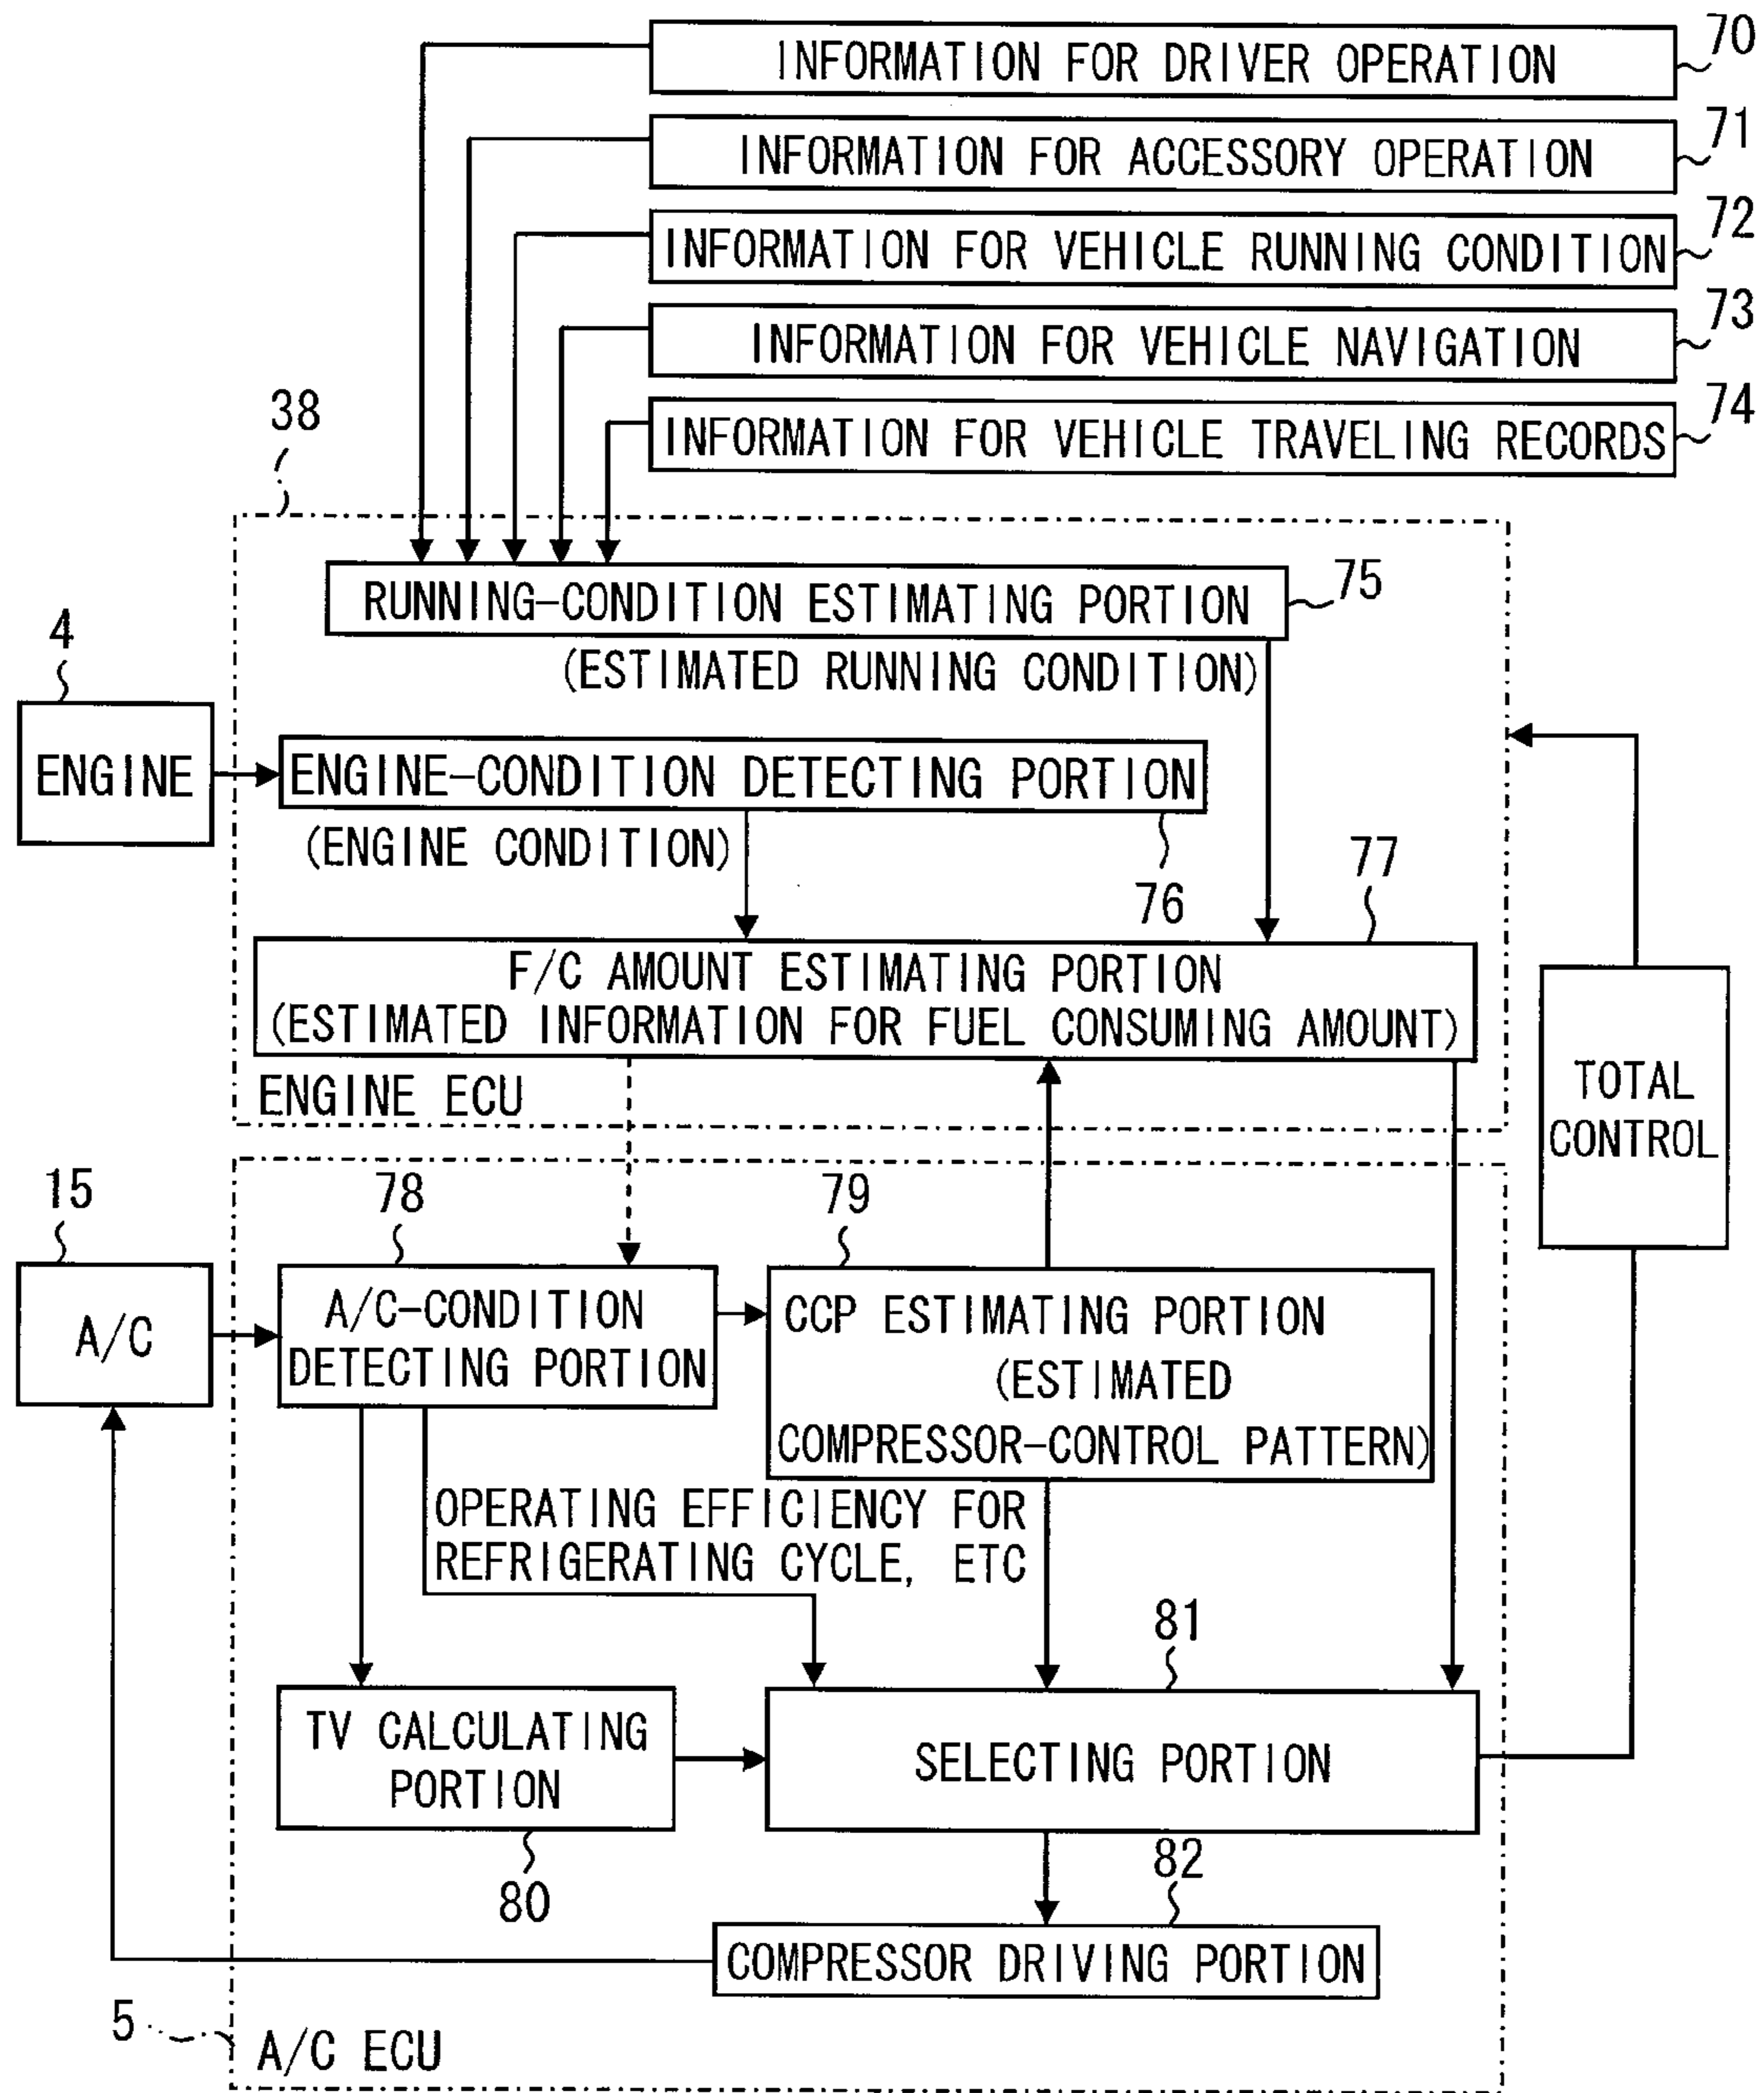 INFORMATION FOR DRIVER OPERATION
70
INFORMATION FOR ACCESSORY OPERATION
71
INFORMATION FOR VEHICLE RUNNING CONDITION
72
INFORMATION FOR VEHICLE NAVIGATION
73
INFORMATION FOR VEHICLE TRAVELING RECORDS
74
38
RUNNING-CONDITION ESTIMATING PORTION
75
(ESTIMATED RUNNING CONDITION)
4
ENGINE
ENGINE-CONDITION DETECTING PORTION
(ENGINE CONDITION)
76
77
F/C AMOUNT ESTIMATING PORTION
(ESTIMATED INFORMATION FOR FUEL CONSUMING AMOUNT)
ENGINE ECU
TOTAL
CONTROL
15
A/C
78
A/C-CONDITION
DETECTING PORTION
79
CCP ESTIMATING PORTION
(ESTIMATED
COMPRESSOR-CONTROL PATTERN)
OPERATING EFFICIENCY FOR
REFRIGERATING CYCLE, ETC
TV CALCULATING
PORTION
80
81
SELECTING PORTION
82
COMPRESSOR DRIVING PORTION
5
A/C ECU